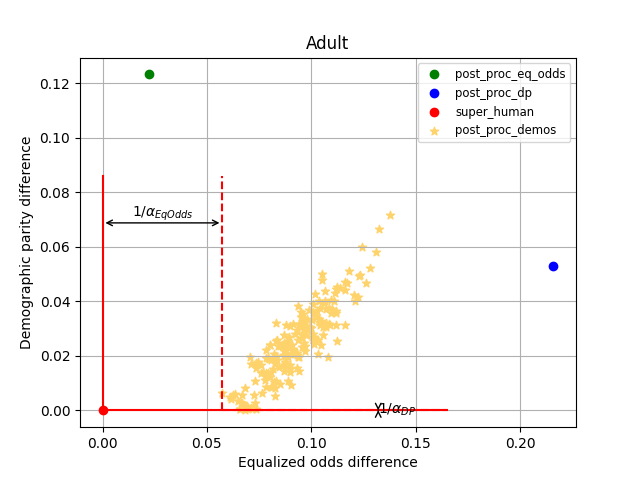 Adult
post_proc_eq_odds
post_proc_dp
super_human
post_proc_demos
Demographic parity difference
0.12
0.10
0.08
0.06
0.04
0.02
0.00
1/α_EqOdds
1/α_DP
0.00 0.05 0.10 0.15 0.20
Equalized odds difference